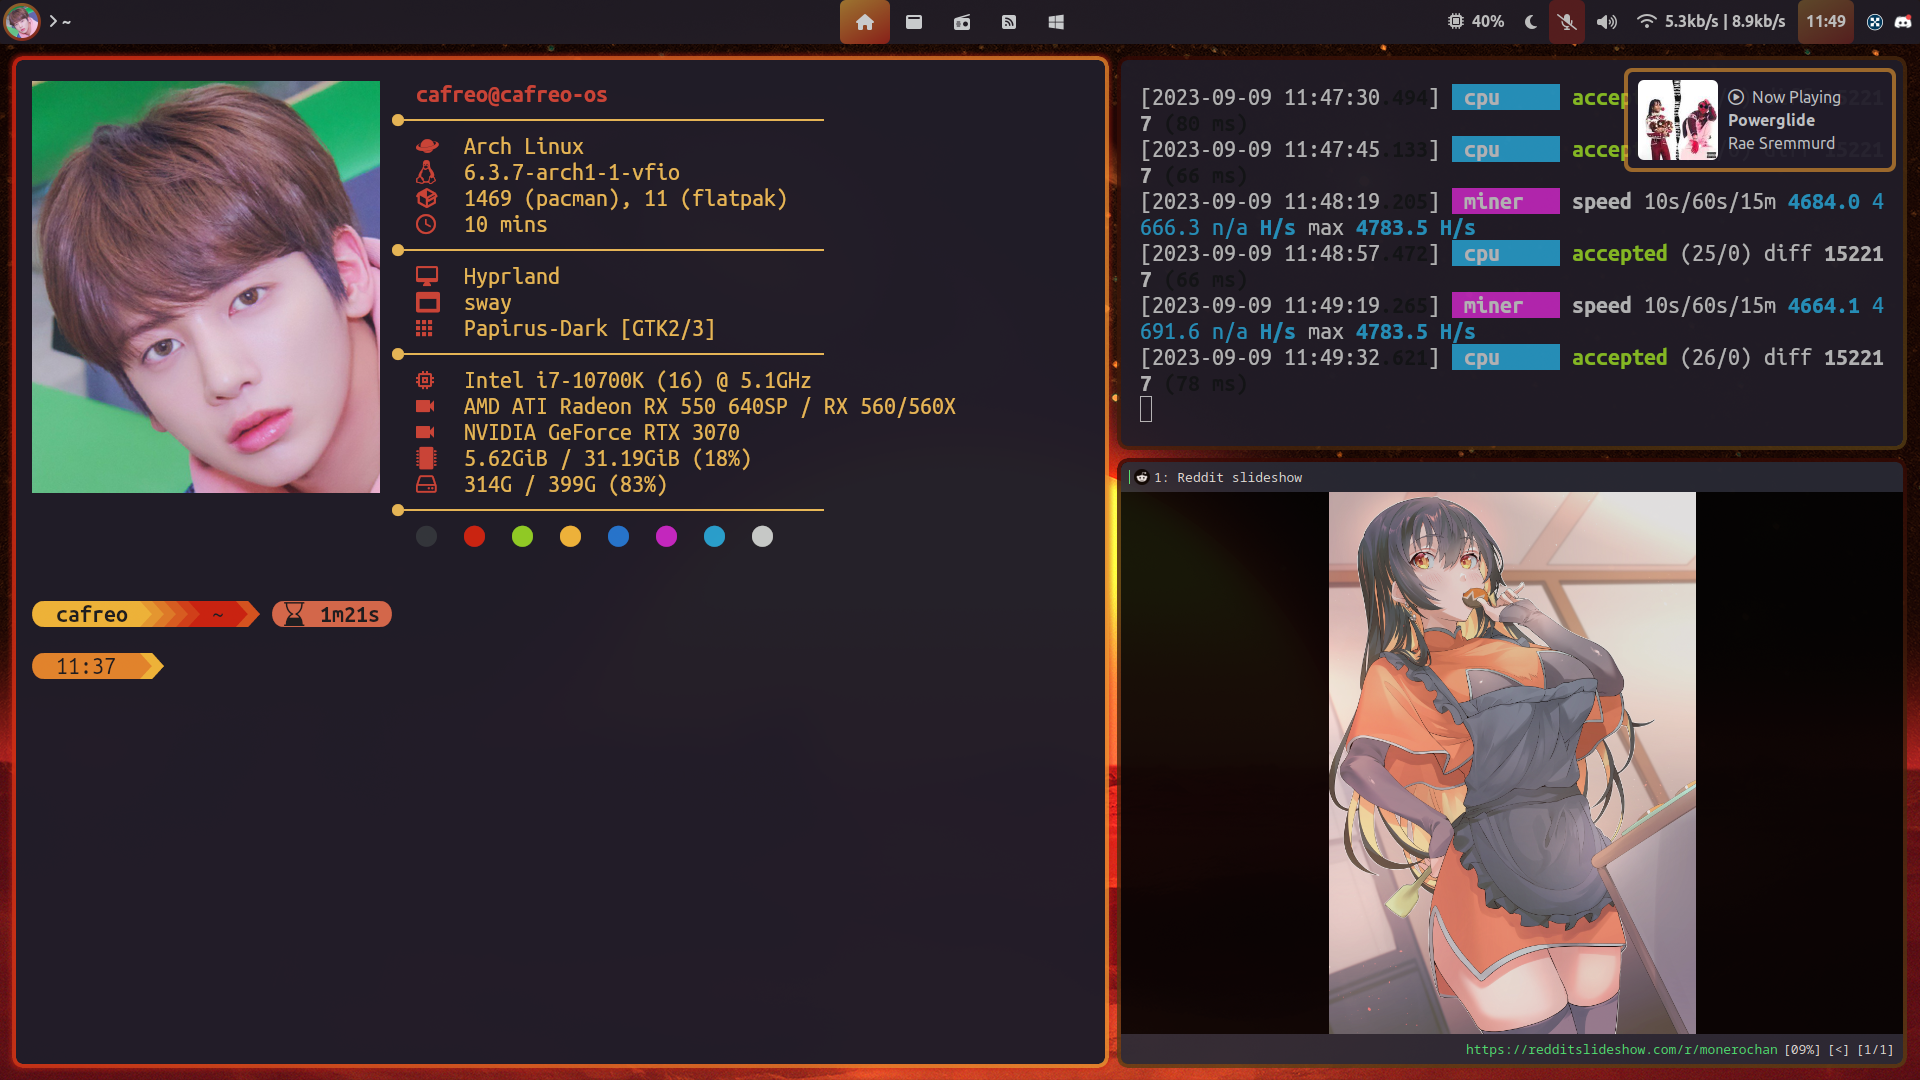 ~
40%
5.3kb/s | 8.9kb/s
11:49
cafreo@cafreo-os
Arch Linux
6.3.7-arch1-1-vfio
1469 (pacman), 11 (flatpak)
10 mins
Hyprland
sway
Papirus-Dark [GTK2/3]
Intel i7-10700K (16) @ 5.1GHz
AMD ATI Radeon RX 550 640SP / RX 560/560X
NVIDIA GeForce RTX 3070
5.62GiB / 31.19GiB (18%)
314G / 399G (83%)
cafreo ~ 1m21s
11:37
[2023-09-09 11:47:30.494] cpu
7 (80 ms)
[2023-09-09 11:47:45.133] cpu
7 (66 ms)
[2023-09-09 11:48:19.205] miner speed 10s/60s/15m 4684.0 4
666.3 n/a H/s max 4783.5 H/s
[2023-09-09 11:48:57.472] cpu accepted (25/0) diff 15221
7 (66 ms)
[2023-09-09 11:49:19.265] miner speed 10s/60s/15m 4664.1 4
691.6 n/a H/s max 4783.5 H/s
[2023-09-09 11:49:32.621] cpu accepted (26/0) diff 15221
7 (78 ms)
Now Playing
Powerglide
Rae Sremmurd
1: Reddit slideshow
https://redditslideshow.com/r/monerochan [09%] [<] [1/1]